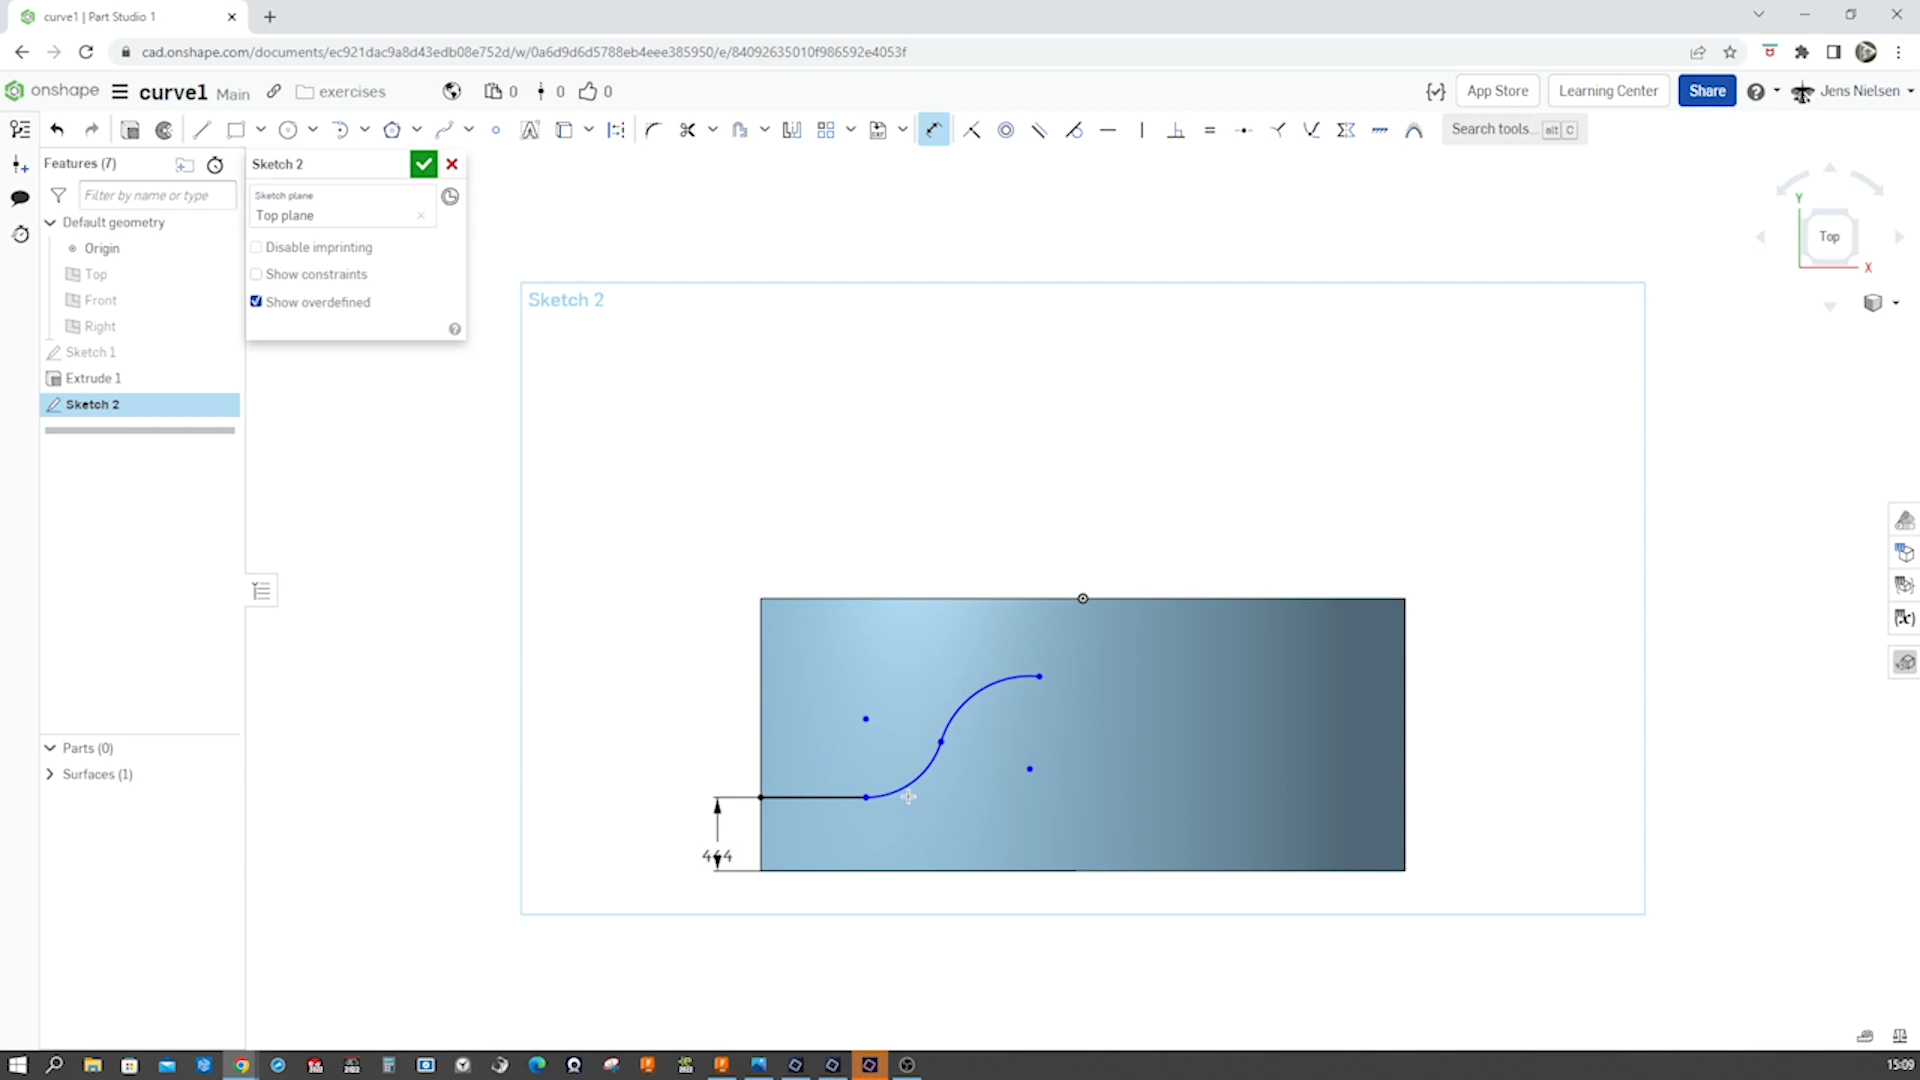 curve1 | Part Studio 1
cad.onshape.com/documents/ec921dac9a8d43edb08e752d/w/0a6d9d6d5788eb4eee385950/e/84092635010f986592e4053f
onshape curve1 Main exercises 0 0 0 App Store Learning Center Share Jens Nielsen
Search tools... alt C
Features (7)
Filter by name or type
Default geometry
Origin
Top
Front
Right
Sketch 1
Extrude 1
Sketch 2
Parts (0)
Surfaces (1)
Sketch 2
Sketch plane
Top plane
Disable imprinting
Show constraints
Show overdefined
Sketch 2
Y
Top
X
(x)
15:09